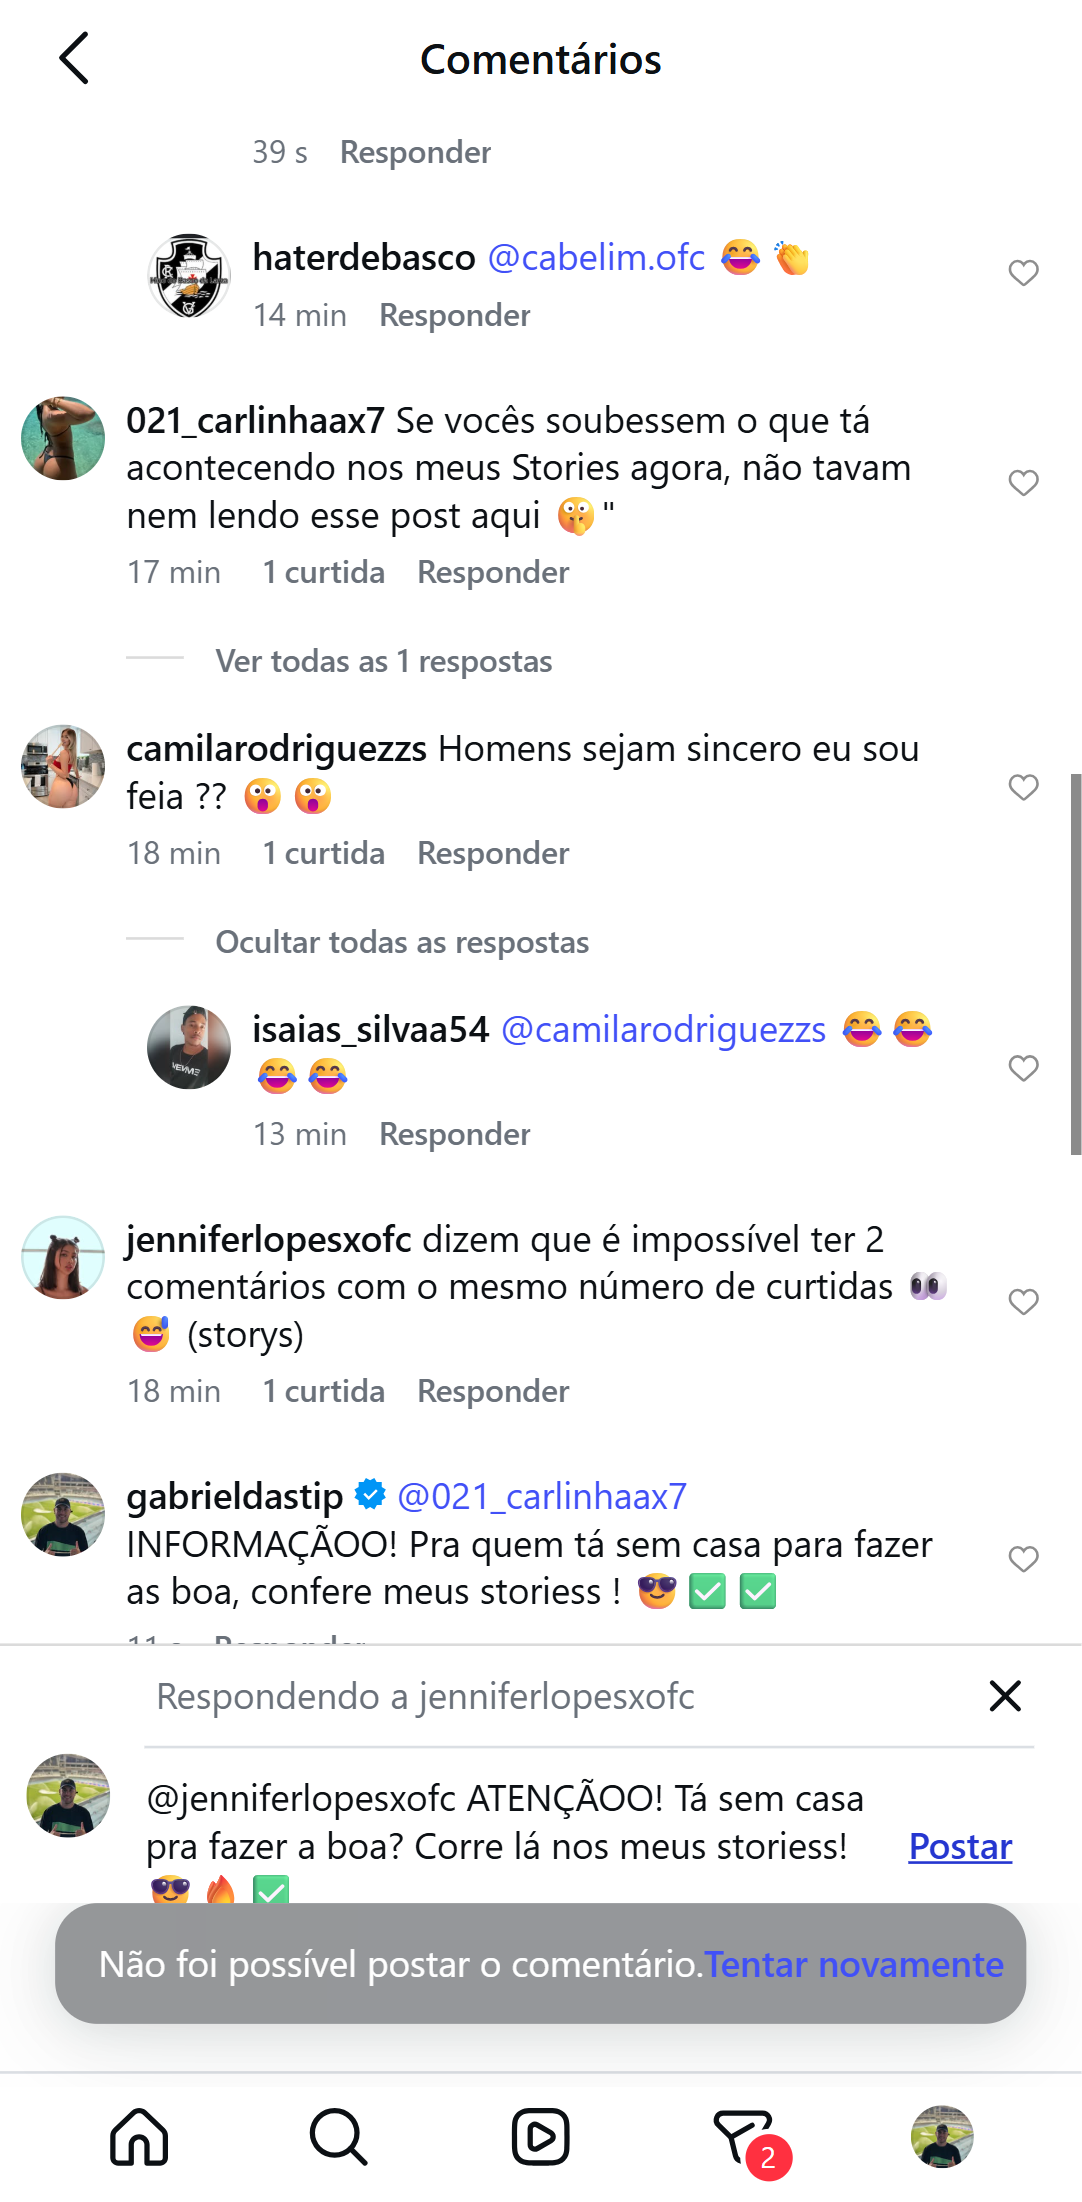 Comentários
39 s Responder
haterdebasco @cabelim.ofc 😂 👏
14 min Responder
021_carlinhaax7 Se vocês soubessem o que tá
acontecendo nos meus Stories agora, não tavam
nem lendo esse post aqui 🤫 "
17 min 1 curtida Responder
Ver todas as 1 respostas
camilarodriguezzs Homens sejam sincero eu sou
feia ?? 😲 😲
18 min 1 curtida Responder
Ocultar todas as respostas
isaias_silvaa54 @camilarodriguezzs 😂 😂
😂 😂
13 min Responder
jenniferlopesxofc dizem que é impossível ter 2
comentários com o mesmo número de curtidas 👀
😅 (storys)
18 min 1 curtida Responder
gabrieldastip @021_carlinhaax7
INFORMAÇÃOO! Pra quem tá sem casa para fazer
as boa, confere meus storiess ! 😎 ✅ ✅
11 s Responder
Respondendo a jenniferlopesxofc
@jenniferlopesxofc ATENÇÃOO! Tá sem casa
pra fazer a boa? Corre lá nos meus storiess!
😎 🔥 ✅
Postar
Não foi possível postar o comentário.Tentar novamente
2